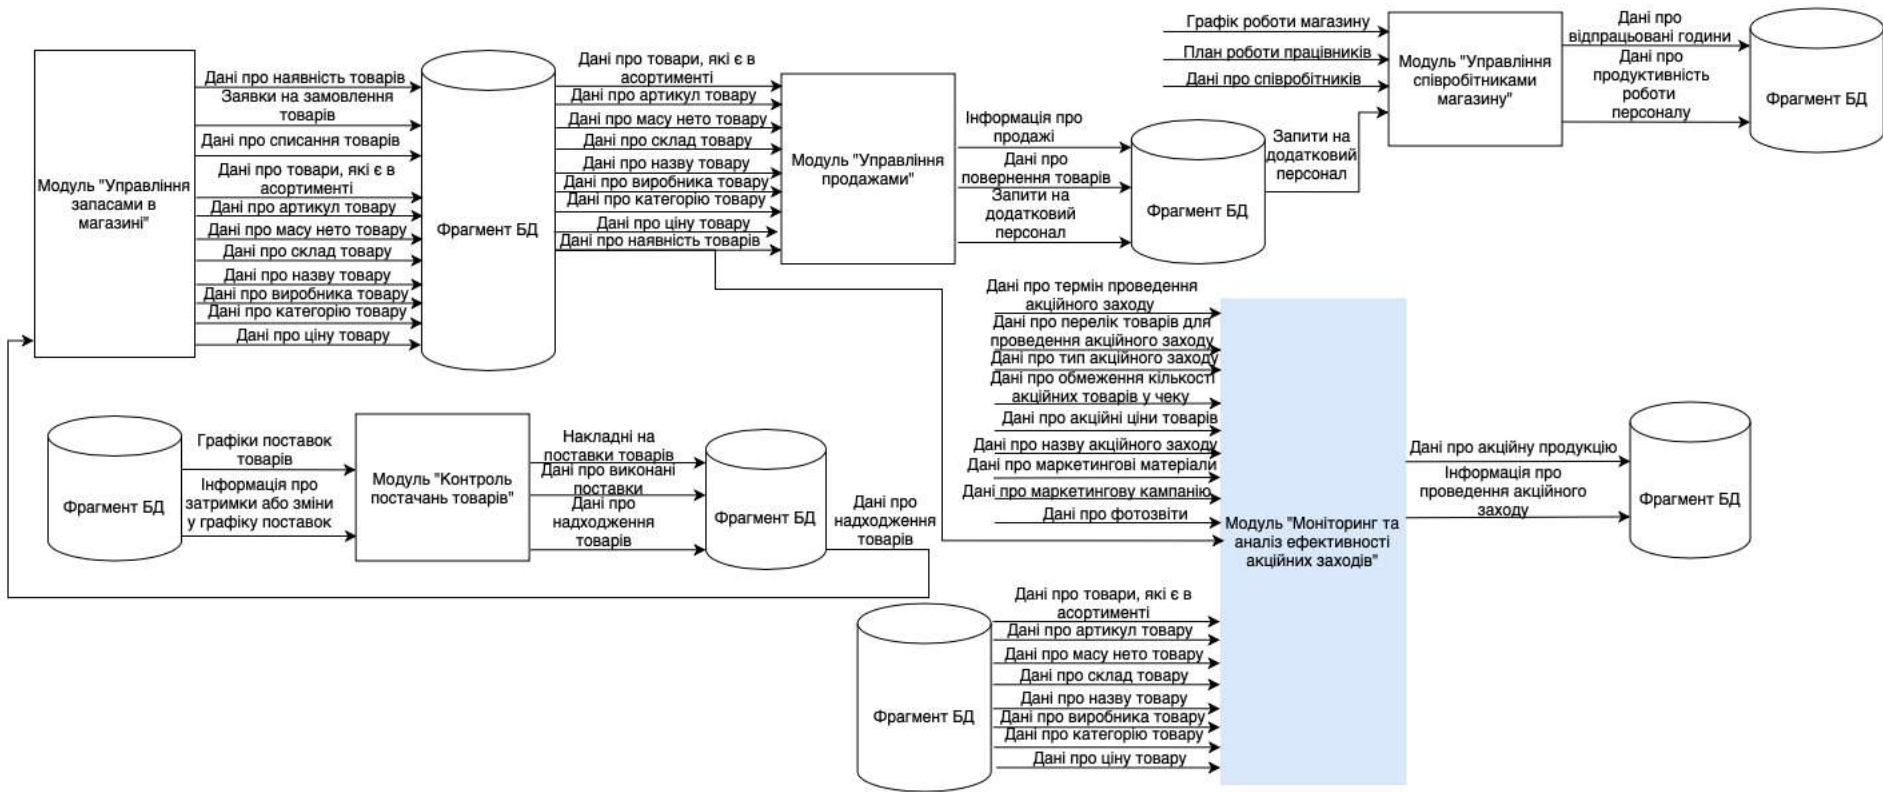 Модуль "Управління
запасами в
магазині"
Дані про наявність товарів
Заявки на замовлення
товарів
Дані про списання товарів
Дані про товари, які є в
асортименті
Дані про артикул товару
Дані про масу нето товару
Дані про склад товару
Дані про назву товару
Дані про виробника товару
Дані про категорію товару
Дані про ціну товару
Фрагмент БД
Дані про товари, які є в
асортименті
Дані про артикул товару
Дані про масу нето товару
Дані про склад товару
Дані про назву товару
Дані про виробника товару
Дані про категорію товару
Дані про ціну товару
Дані про наявність товарів
Модуль "Управління
продажами"
Інформація про
продажі
Дані про
повернення товарів
Запити на
додатковий
персонал
Фрагмент БД
Запити на
додатковий
персонал
Графік роботи магазину
План роботи працівників
Дані про співробітників
Модуль "Управління
співробітниками
магазину"
Дані про
відпрацьовані години
Дані про
продуктивність
роботи
персоналу
Фрагмент БД
Фрагмент БД
Графіки поставок
товарів
Інформація про
затримки або зміни
у графіку поставок
Модуль "Контроль
постачань товарів"
Накладні на
поставки товарів
Дані про виконані
поставки
Дані про
надходження
товарів
Фрагмент БД
Дані про
надходження
товарів
Дані про термін проведення
акційного заходу
Дані про перелік товарів для
проведення акційного заходу
Дані про тип акційного заходу
Дані про обмеження кількості
акційних товарів у чеку
Дані про акційні ціни товарів
Дані про назву акційного заходу
Дані про маркетингові матеріали
Дані про маркетингову кампанію
Дані про фотозвіти
Модуль "Моніторинг та
аналіз ефективності
акційних заходів"
Дані про акційну продукцію
Інформація про
проведення акційного
заходу
Фрагмент БД
Фрагмент БД
Дані про товари, які є в
асортименті
Дані про артикул товару
Дані про масу нето товару
Дані про склад товару
Дані про назву товару
Дані про виробника товару
Дані про категорію товару
Дані про ціну товару